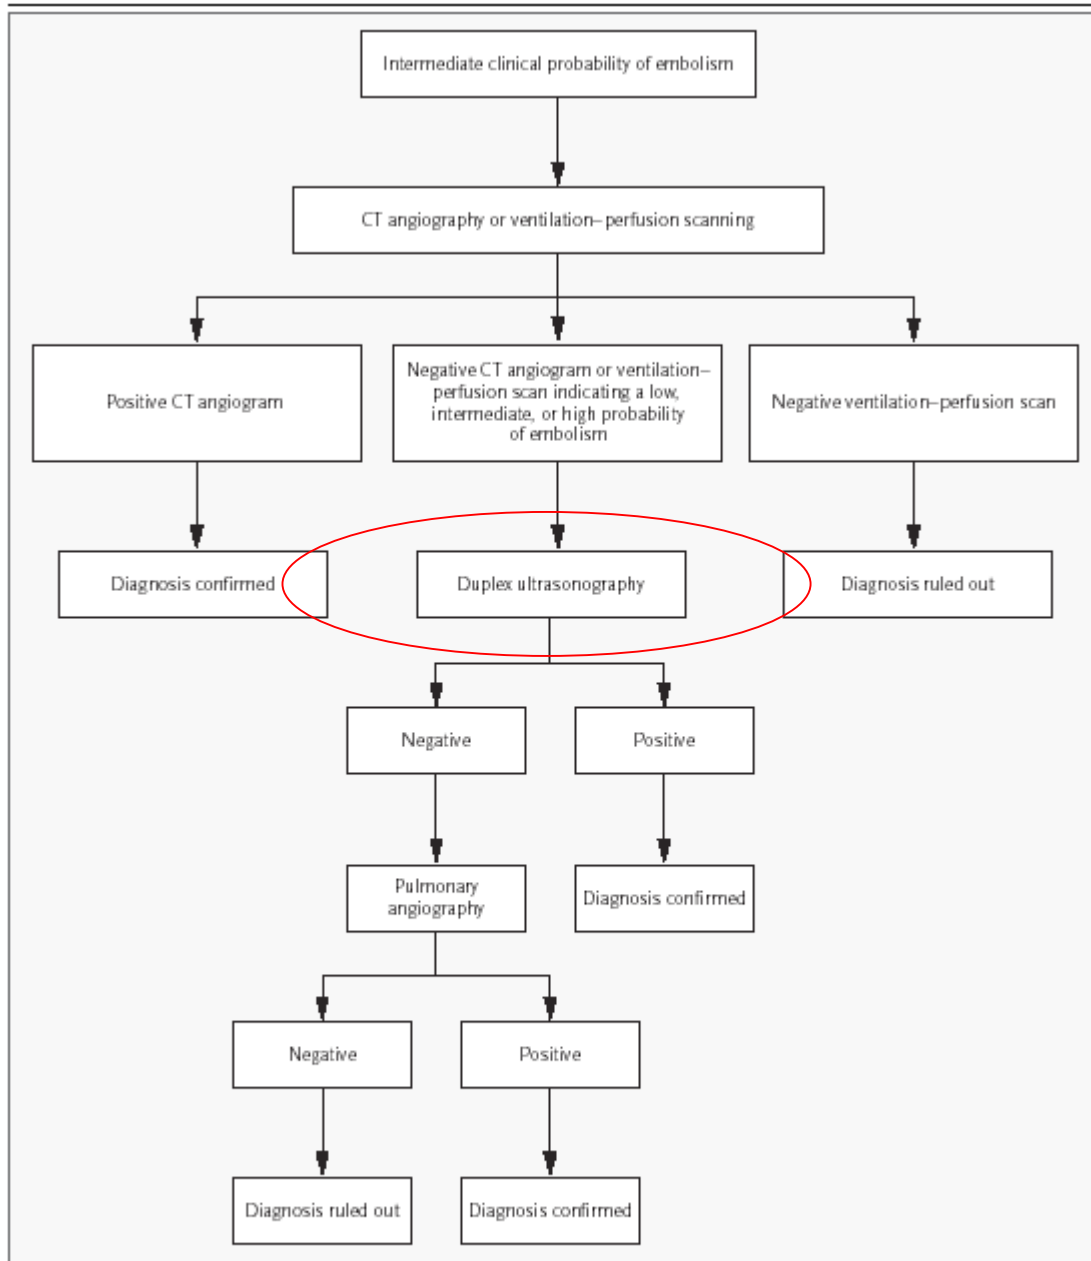 Intermediate clinical probability of embolism
CT angiography or ventilation–perfusion scanning
Positive CT angiogram
Negative CT angiogram or ventilation–
perfusion scan indicating a low,
intermediate, or high probability
of embolism
Negative ventilation–perfusion scan
Diagnosis confirmed
Duplex ultrasonography
Diagnosis ruled out
Negative
Positive
Pulmonary
angiography
Diagnosis confirmed
Negative
Positive
Diagnosis ruled out
Diagnosis confirmed